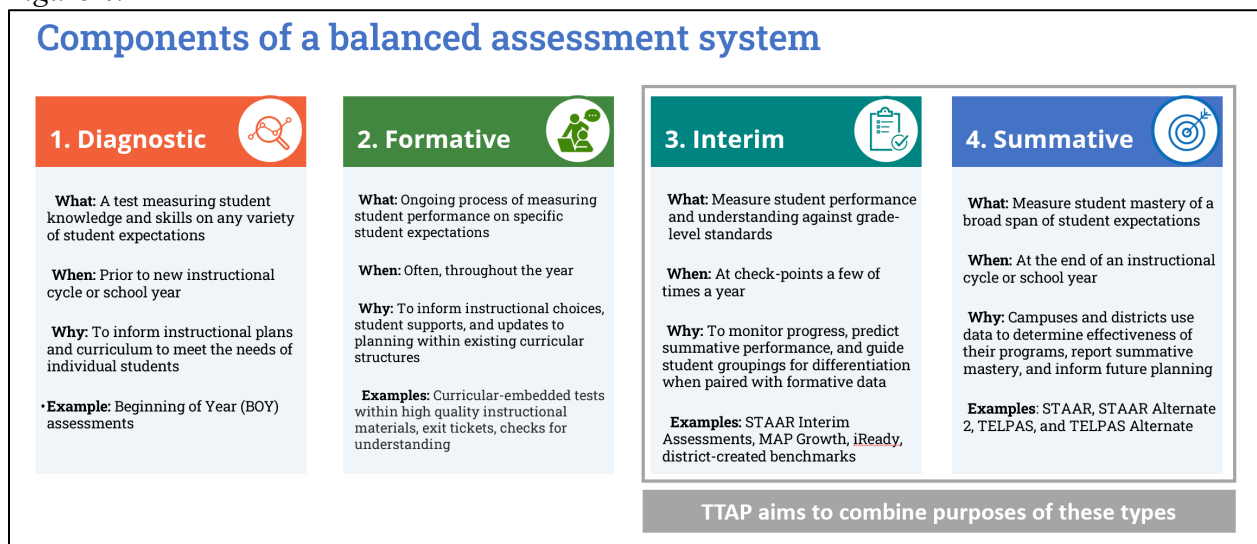 Components of a balanced assessment system
1. Diagnostic
What: A test measuring student
knowledge and skills on any variety
of student expectations
When: Prior to new instructional
cycle or school year
Why: To inform instructional plans
and curriculum to meet the needs of
individual students
•Example: Beginning of Year (BOY)
assessments
2. Formative
What: Ongoing process of measuring
student performance on specific
student expectations
When: Often, throughout the year
Why: To inform instructional choices,
student supports, and updates to
planning within existing curricular
structures
Examples: Curricular-embedded tests
within high quality instructional
materials, exit tickets, checks for
understanding
3. Interim
What: Measure student performance
and understanding against grade-
level standards
When: At check-points a few of
times a year
Why: To monitor progress, predict
summative performance, and guide
student groupings for differentiation
when paired with formative data
Examples: STAAR Interim
Assessments, MAP Growth, iReady,
district-created benchmarks
4. Summative
What: Measure student mastery of a
broad span of student expectations
When: At the end of an instructional
cycle or school year
Why: Campuses and districts use
data to determine effectiveness of
their programs, report summative
mastery, and inform future planning
Examples: STAAR, STAAR Alternate
2, TELPAS, and TELPAS Alternate
TTAP aims to combine purposes of these types